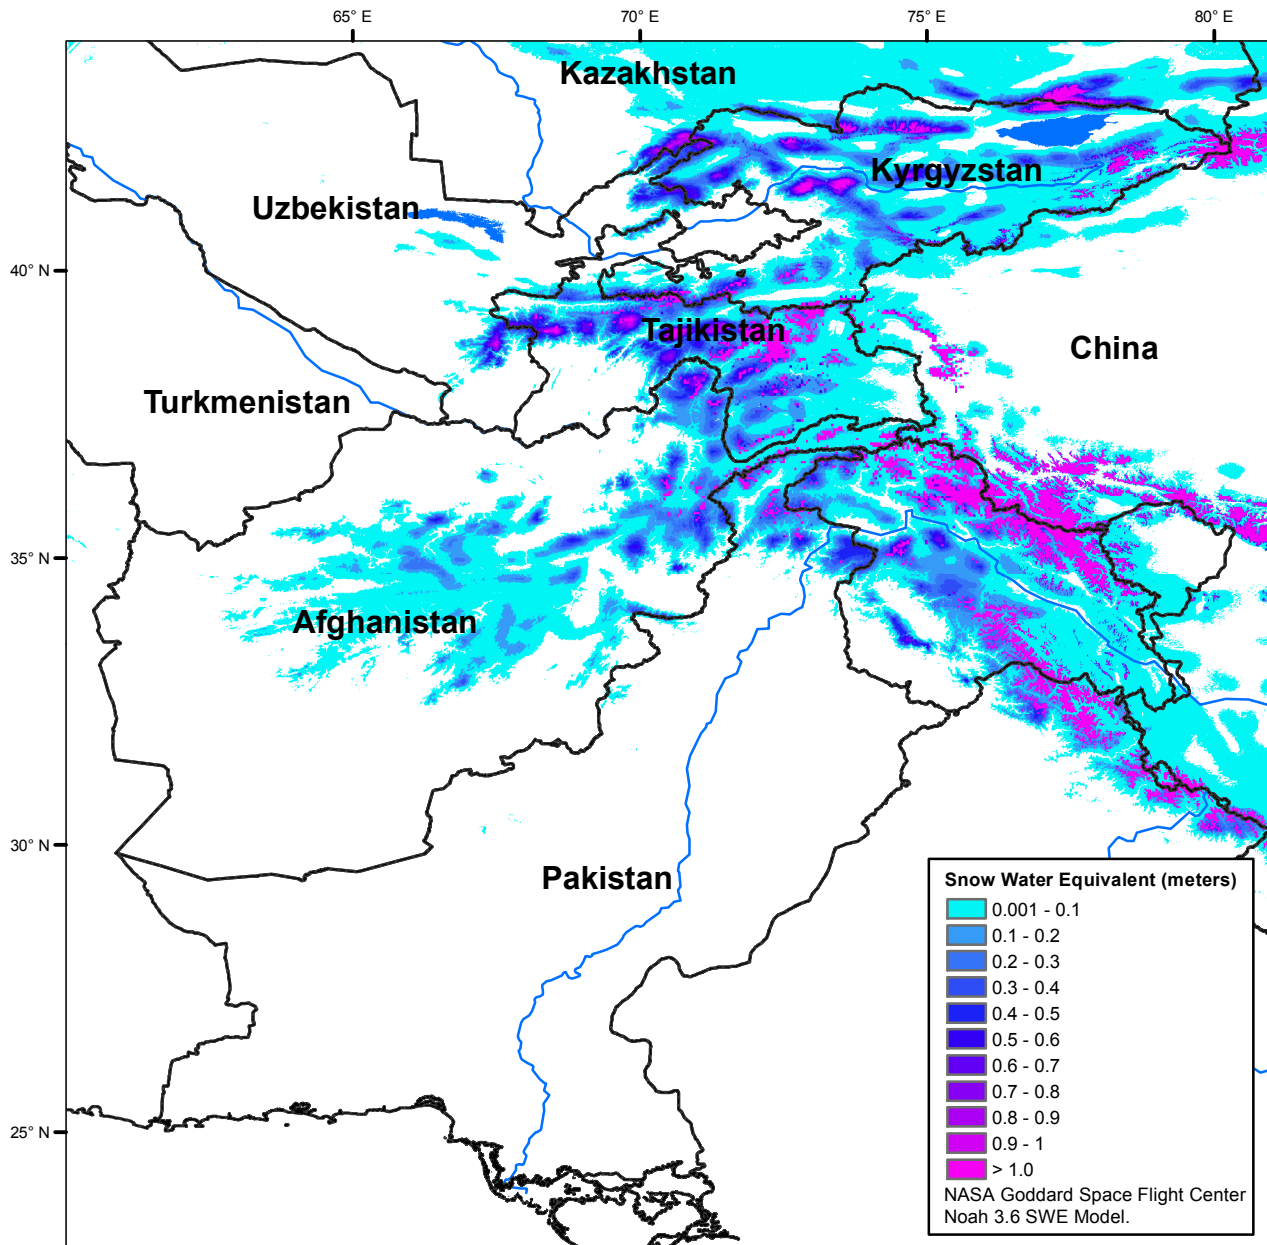 65° E
70° E
75° E
80° E
Kazakhstan
Kyrgyzstan
Uzbekistan
40° N
Tajikistan
China
Turkmenistan
35° N
Afghanistan
30° N
Pakistan
25° N
Snow Water Equivalent (meters)
0.001 - 0.1
0.1 - 0.2
0.2 - 0.3
0.3 - 0.4
0.4 - 0.5
0.5 - 0.6
0.6 - 0.7
0.7 - 0.8
0.8 - 0.9
0.9 - 1
> 1.0
NASA Goddard Space Flight Center
Noah 3.6 SWE Model.